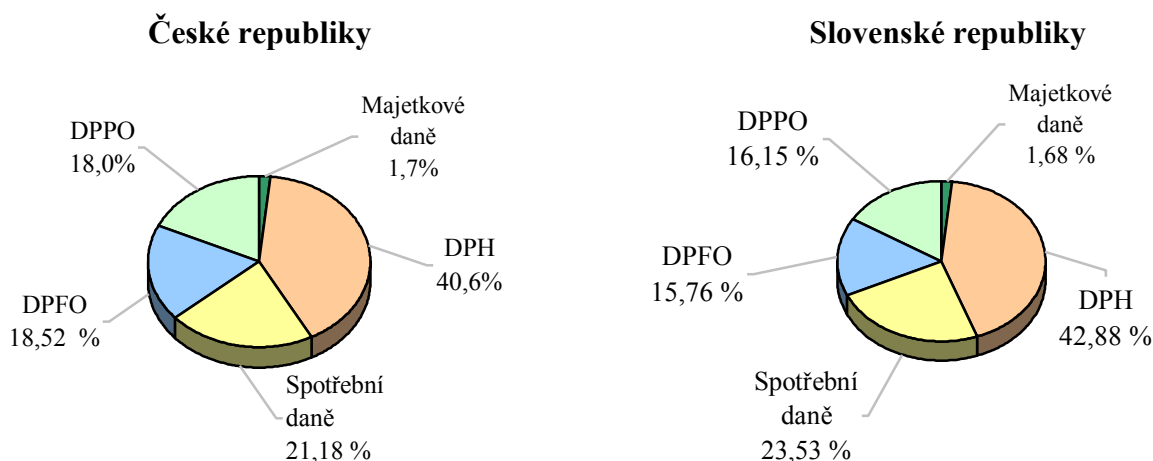 České republiky
Majetkové
daně
1,7%
DPPO
18,0%
DPH
40,6%
DPFO
18,52 %
Spotřební
daně
21,18 %
Slovenské republiky
Majetkové
daně
1,68 %
DPPO
16,15 %
DPFO
15,76 %
DPH
42,88 %
Spotřební
daně
23,53 %